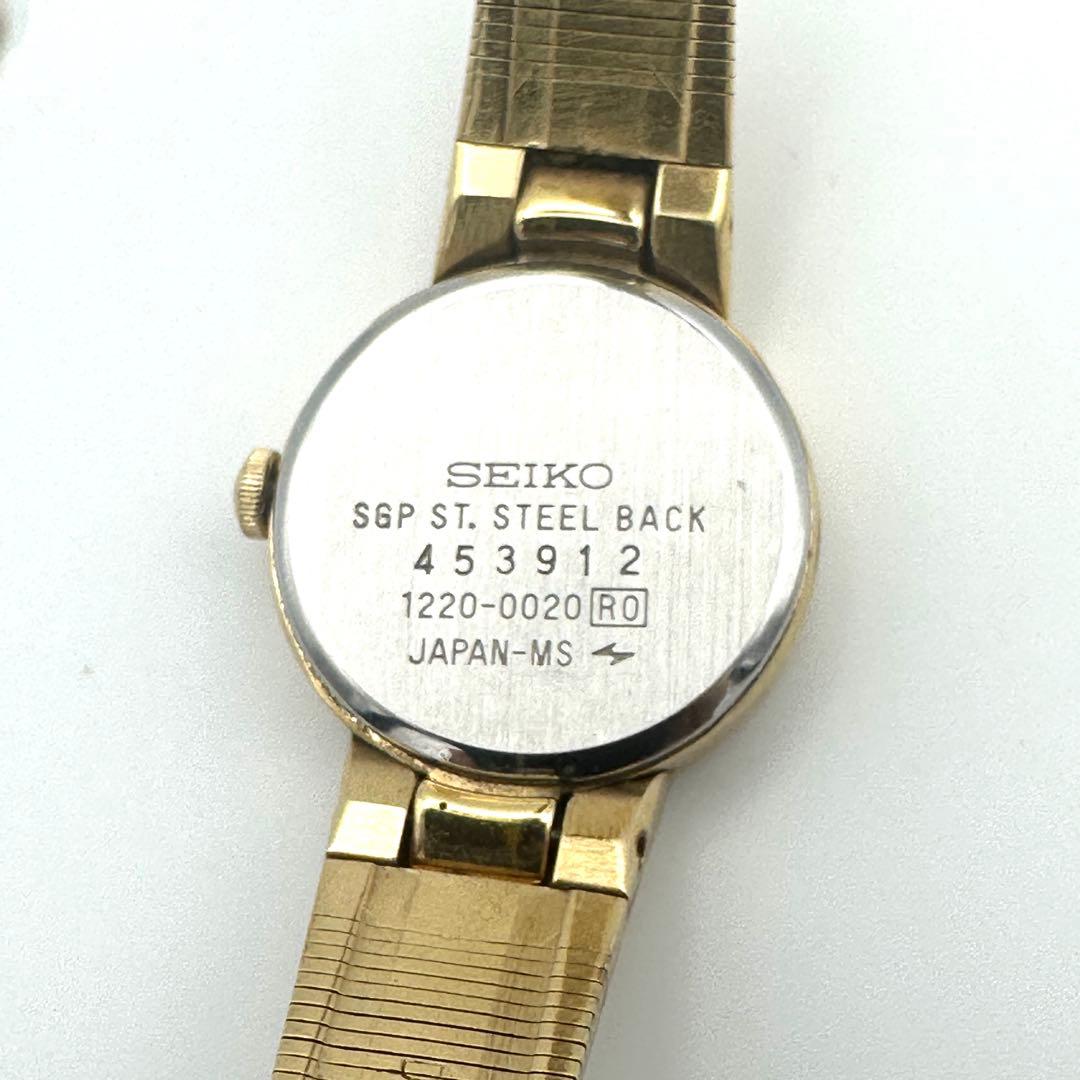 SEIKO
SGP ST. STEEL BACK
453912
1220-0020 R0
JAPAN-MS